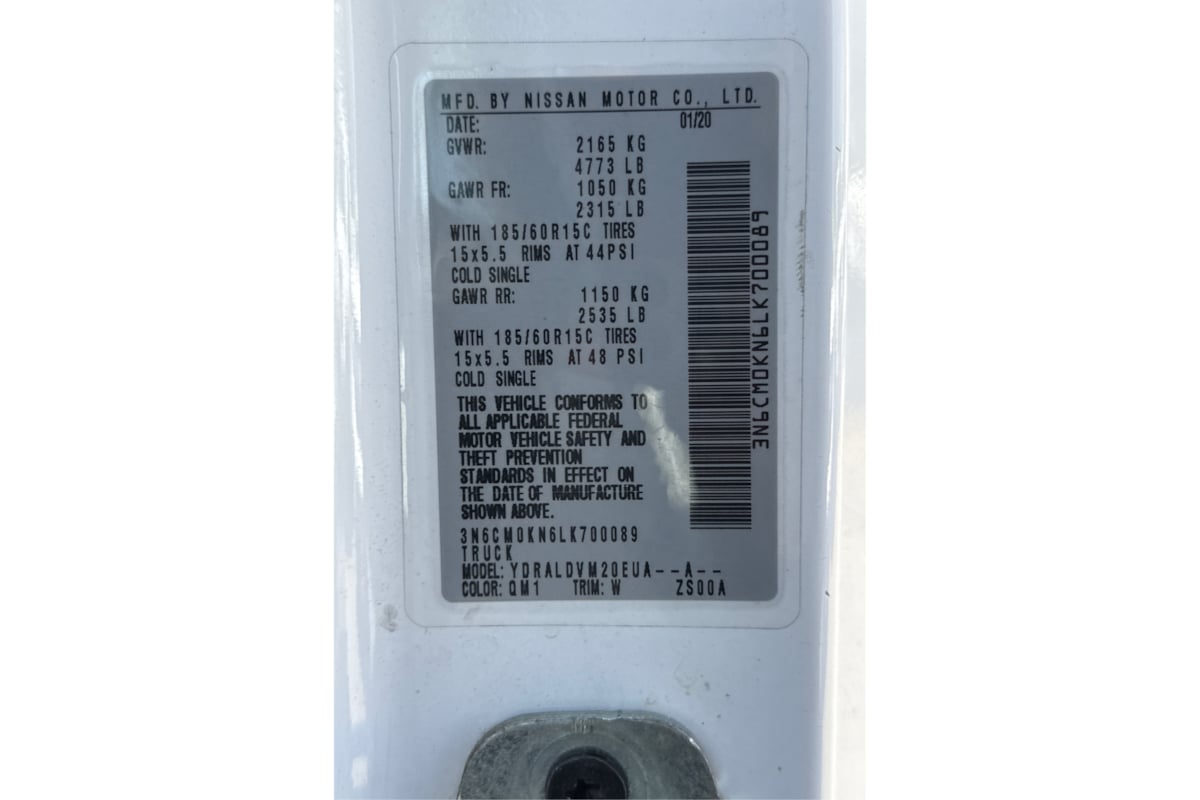 MFD. BY NISSAN MOTOR CO., LTD.
DATE: 01/20
GVWR: 2165 KG
4773 LB
GAWR FR: 1050 KG
2315 LB
WITH 185/60R15C TIRES
15x5.5 RIMS AT 44PSI
COLD SINGLE
GAWR RR: 1150 KG
2535 LB
WITH 185/60R15C TIRES
15x5.5 RIMS AT 48 PSI
COLD SINGLE
THIS VEHICLE CONFORMS TO
ALL APPLICABLE FEDERAL
MOTOR VEHICLE SAFETY AND
THEFT PREVENTION
STANDARDS IN EFFECT ON
THE DATE OF MANUFACTURE
SHOWN ABOVE.
3N6CM0KN6LK700089
TRUCK
MODEL: YDRALDVM20EUA--A--
COLOR: QM1 TRIM: W ZS00A
3N6CM0KN6LK700089